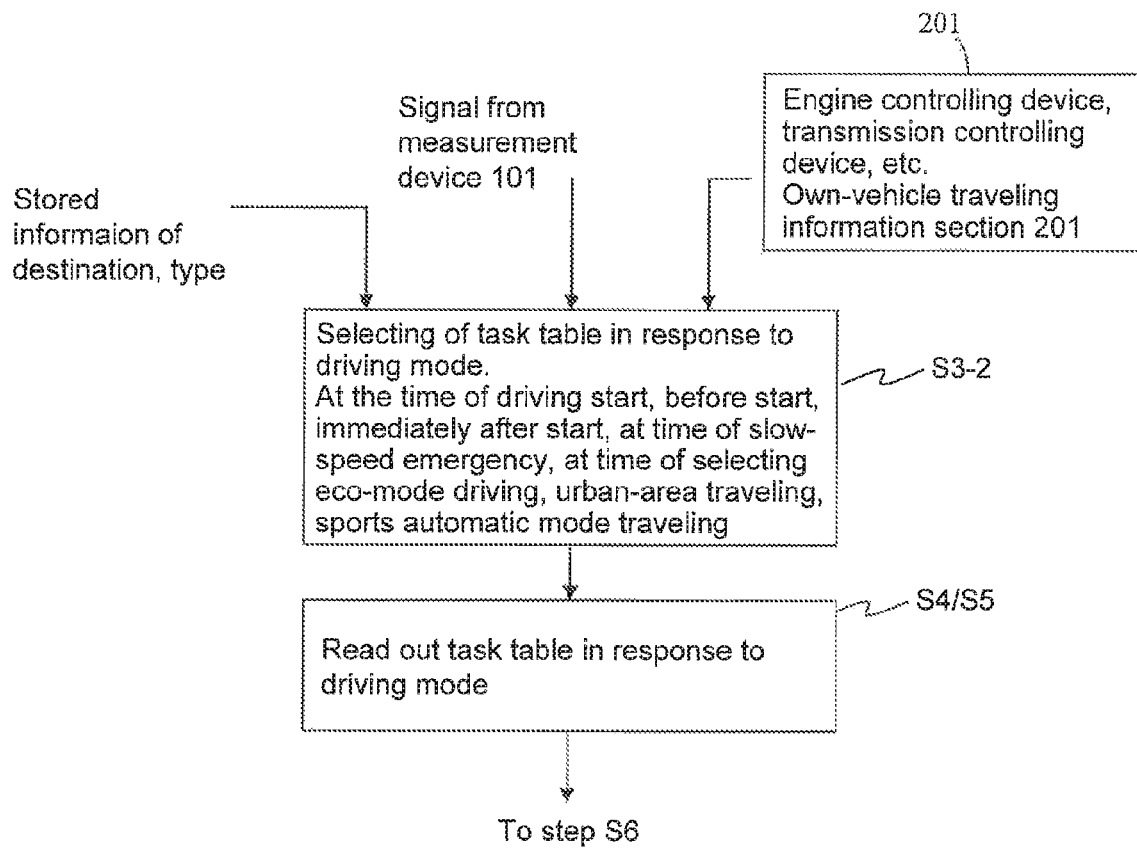 201
Engine controlling device,
transmission controlling
device, etc.
Own-vehicle traveling
information section 201
Signal from
measurement
device 101
Stored
informaion of
destination, type
Selecting of task table in response to
driving mode.
At the time of driving start, before start,
immediately after start, at time of slow-
speed emergency, at time of selecting
eco-mode driving, urban-area traveling,
sports automatic mode traveling
S3-2
Read out task table in response to
driving mode
S4/S5
To step S6